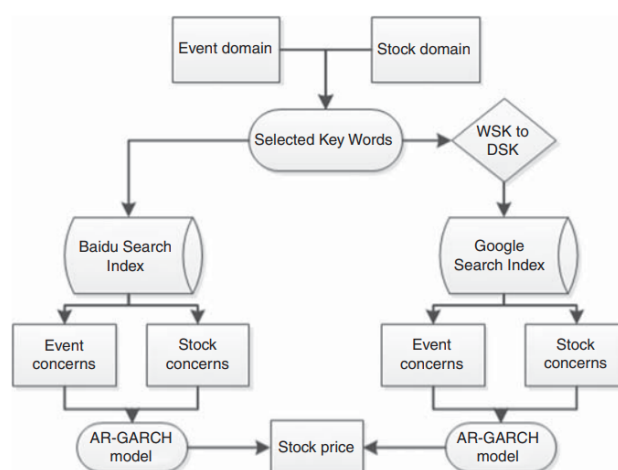 Event domain
Stock domain
Selected Key Words
WSK to
DSK
Baidu Search
Index
Google
Search Index
Event
concerns
Stock
concerns
Event
concerns
Stock
concerns
AR-GARCH
model
Stock price
AR-GARCH
model